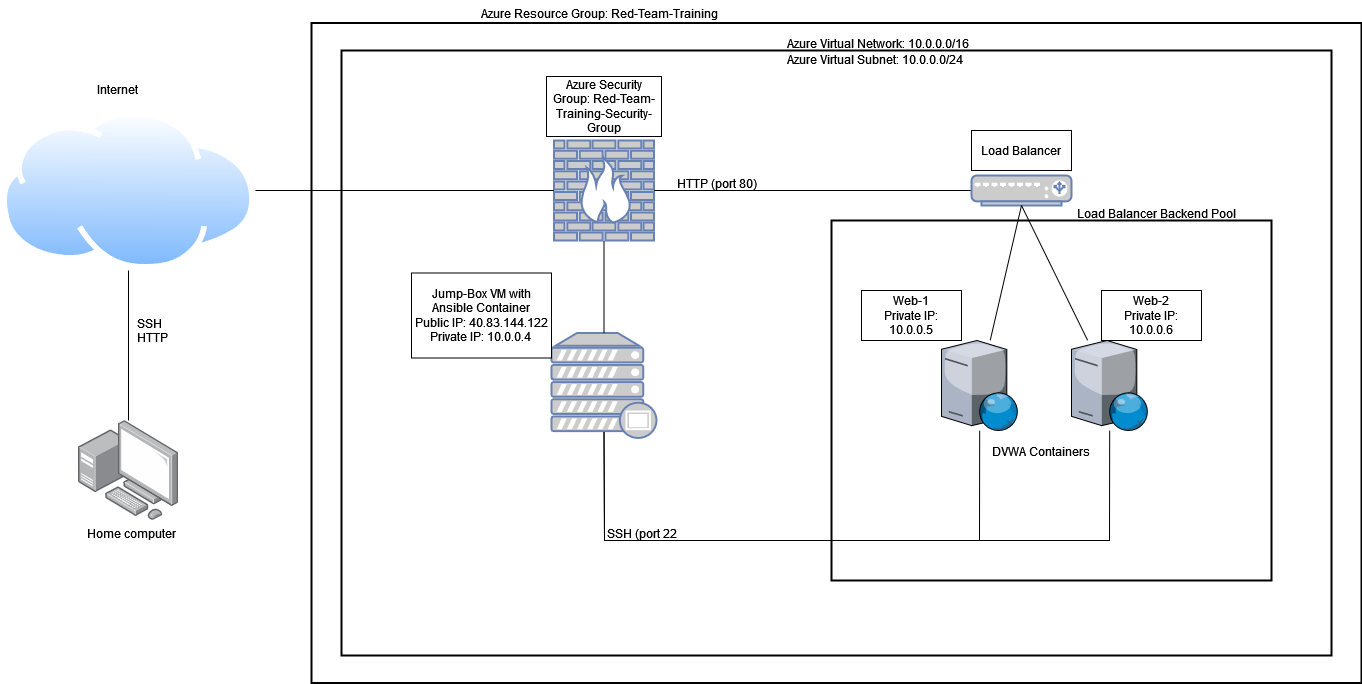 Azure Resource Group: Red-Team-Training
Azure Virtual Network: 10.0.0.0/16
Azure Virtual Subnet: 10.0.0.0/24
Internet
Azure Security
Group: Red-Team-
Training-Security-
Group
Load Balancer
HTTP (port 80)
Load Balancer Backend Pool
Jump-Box VM with
Ansible Container
Public IP: 40.83.144.122
Private IP: 10.0.0.4
Web-1
Private IP:
10.0.0.5
Web-2
Private IP:
10.0.0.6
SSH
HTTP
DVWA Containers
Home computer
SSH (port 22